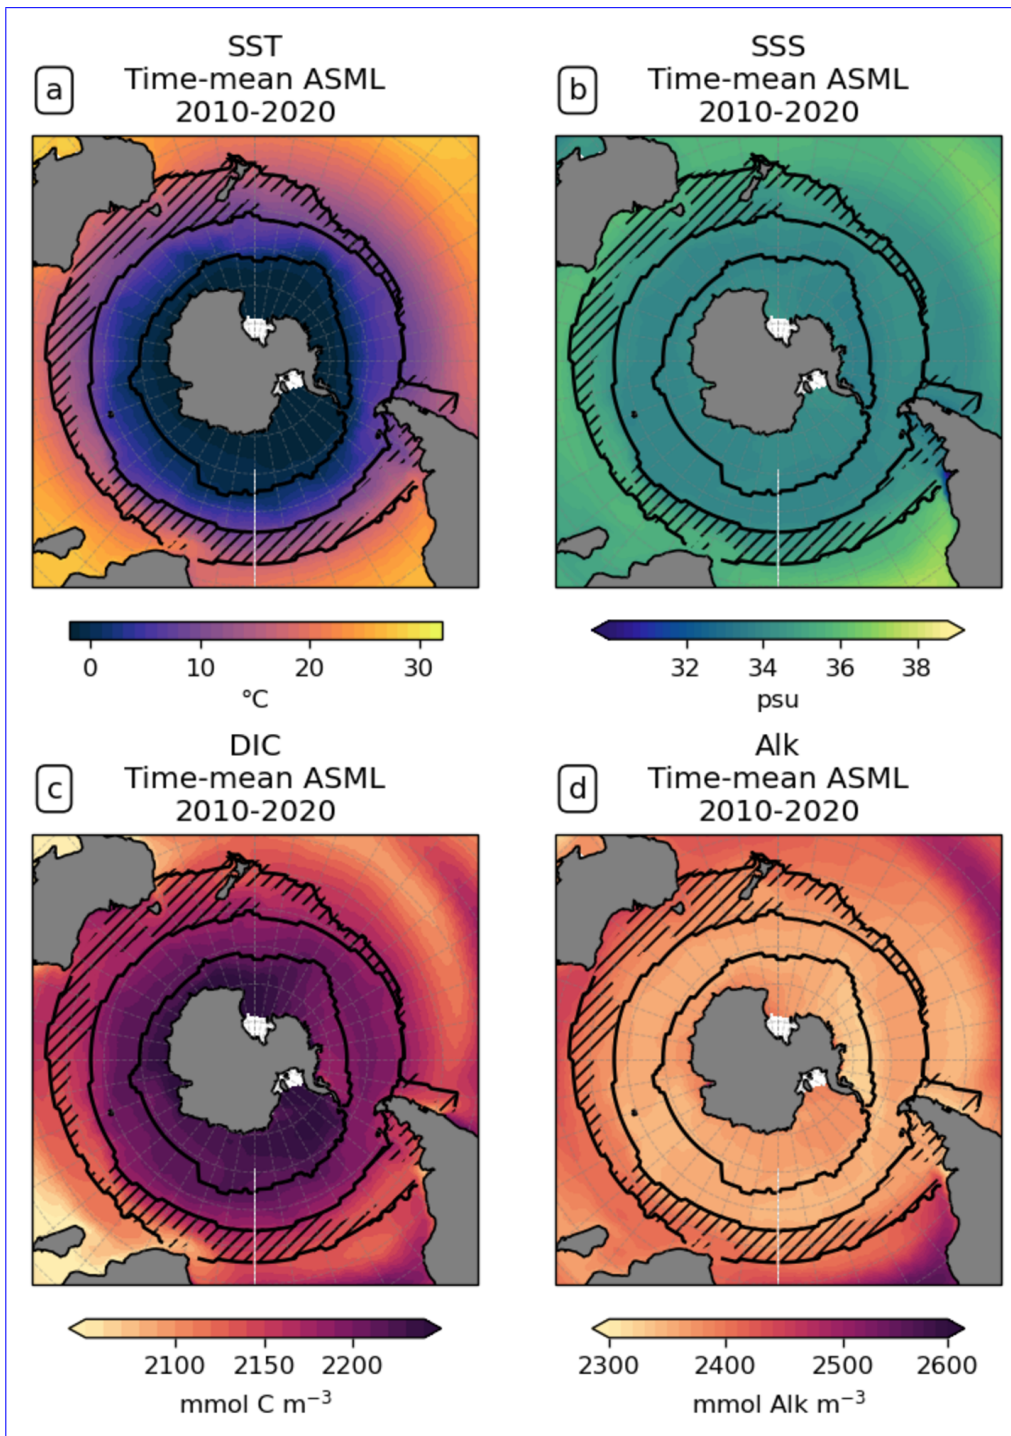 SST
Time-mean ASML
2010-2020
a
0 10 20 30
°C
SSS
Time-mean ASML
2010-2020
b
32 34 36 38
psu
DIC
Time-mean ASML
2010-2020
c
2100 2150 2200
mmol C m⁻³
Alk
Time-mean ASML
2010-2020
d
2300 2400 2500 2600
mmol Alk m⁻³